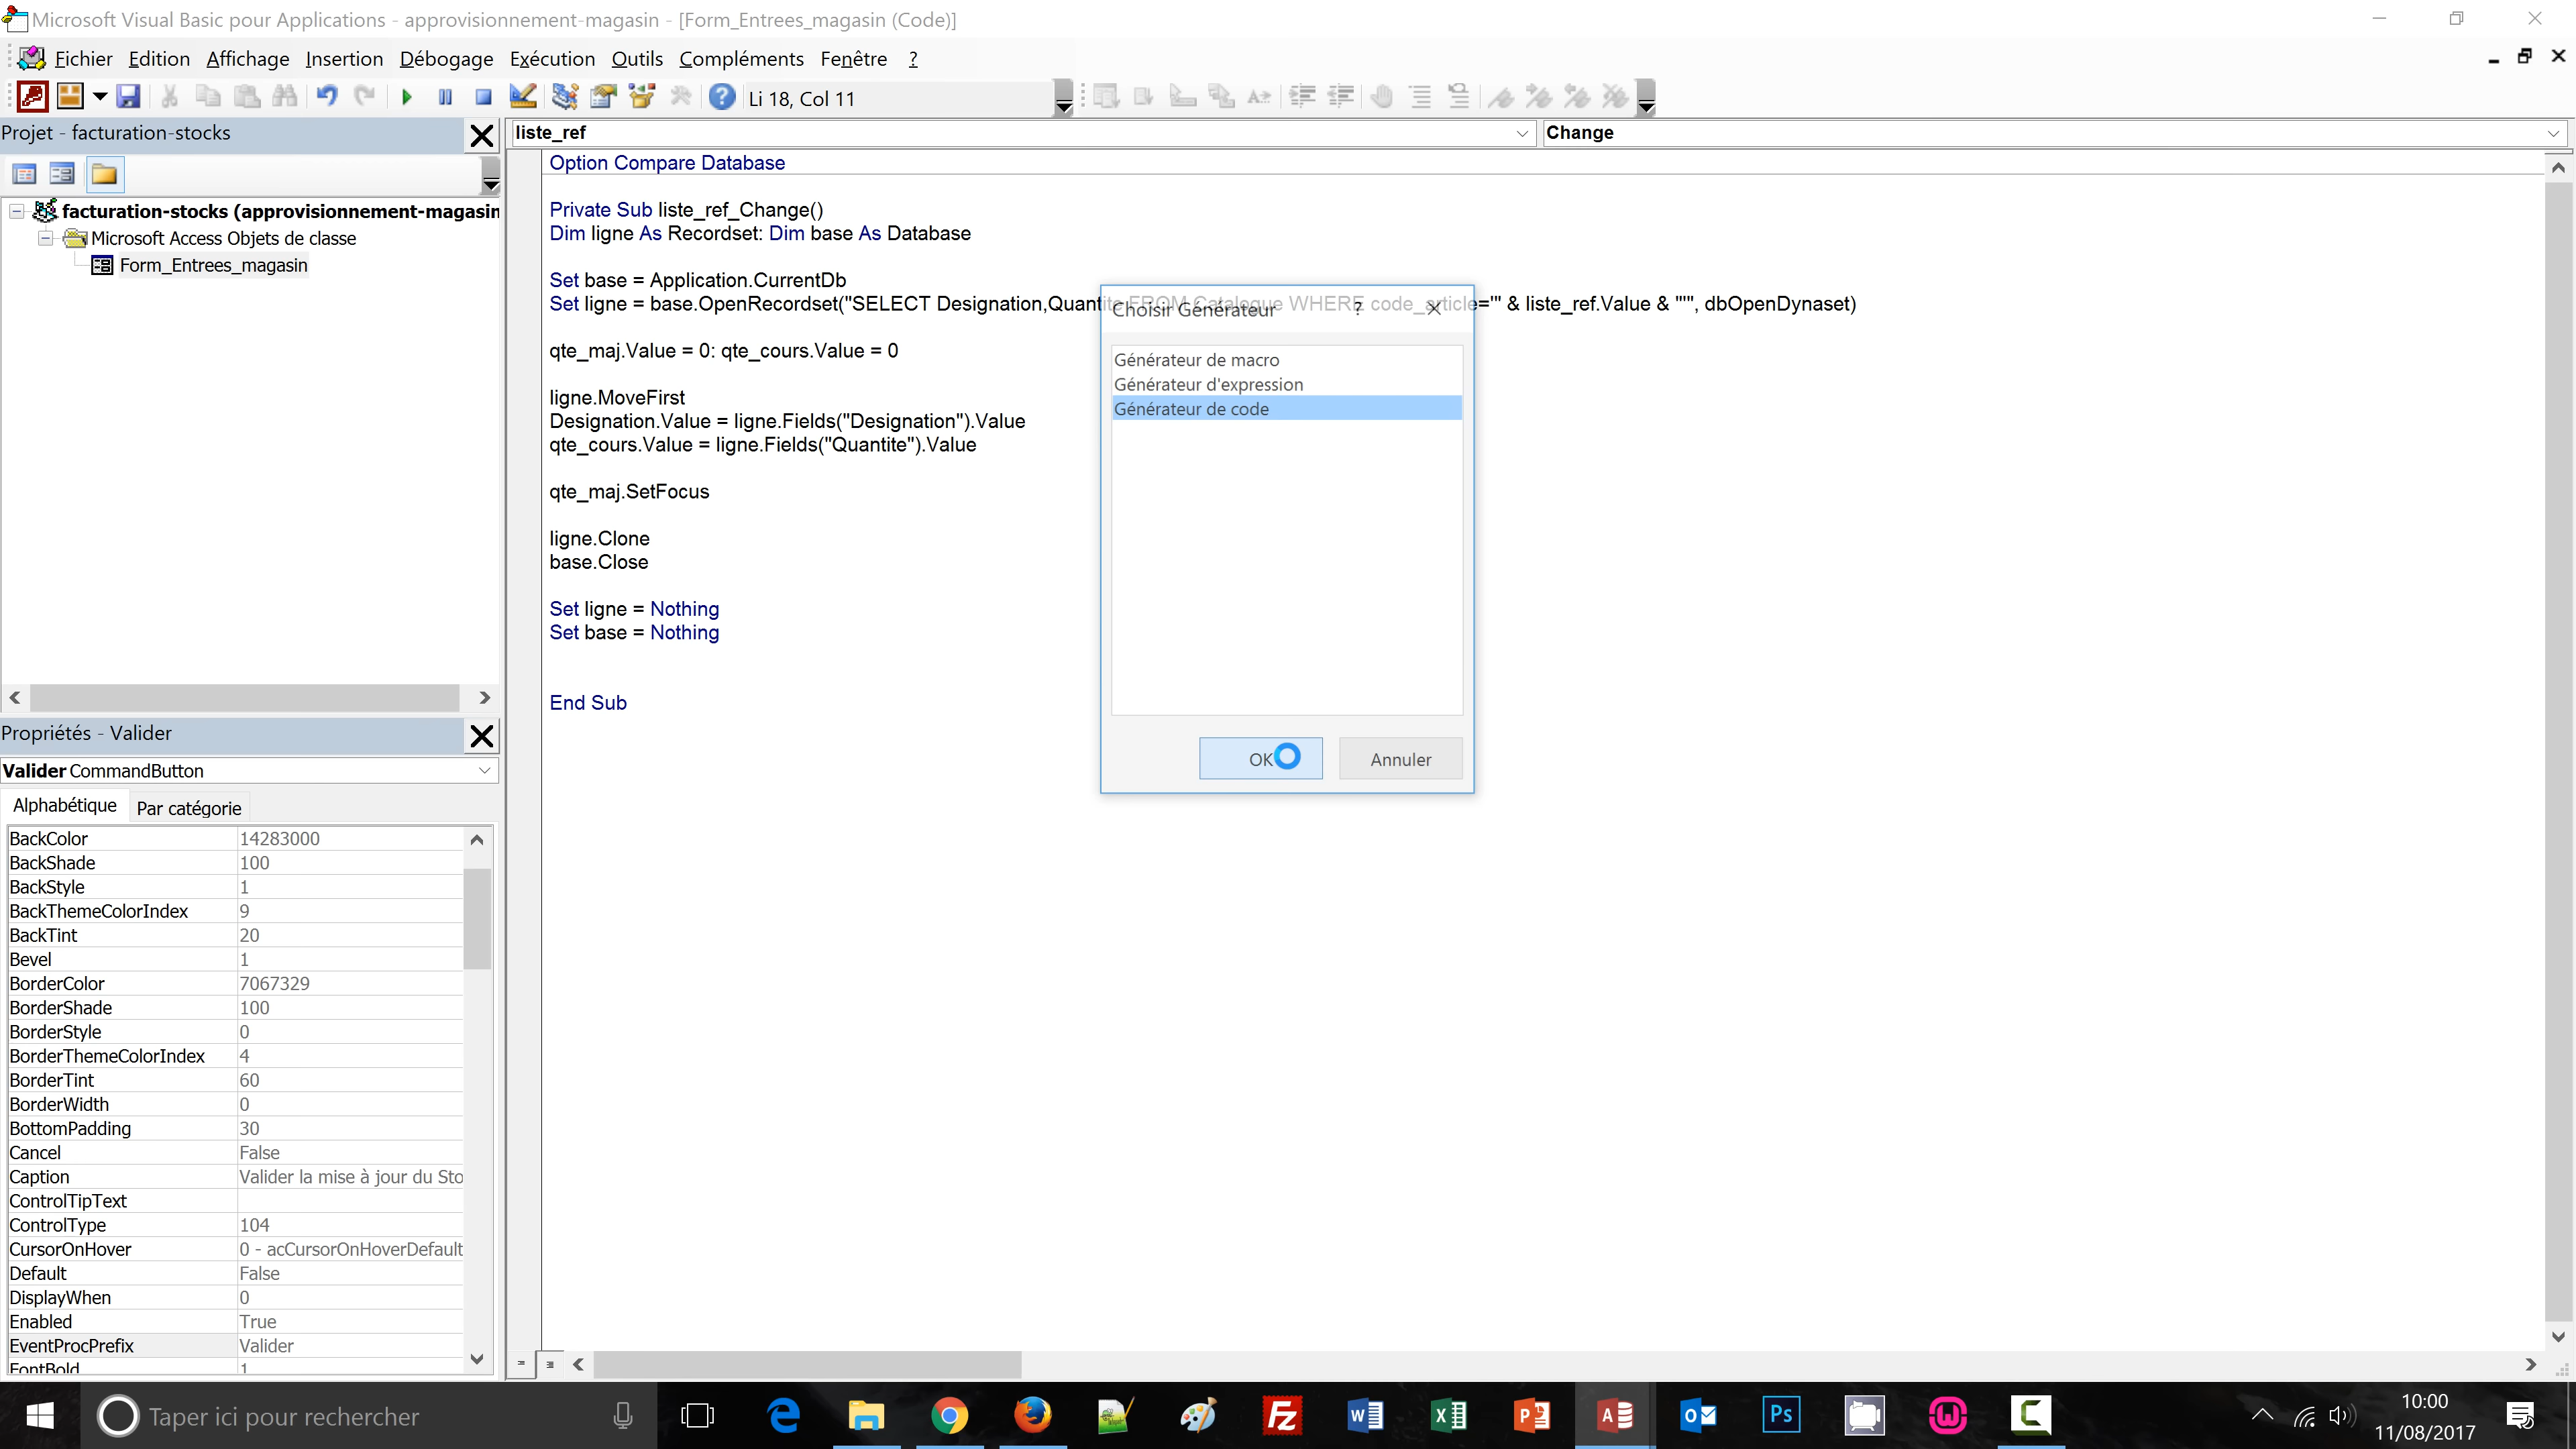 Microsoft Visual Basic pour Applications - approvisionnement-magasin - [Form_Entrees_magasin (Code)]
Fichier Edition Affichage Insertion Débogage Exécution Outils Compléments Fenêtre ?
Li 18, Col 11
Projet - facturation-stocks
facturation-stocks (approvisionnement-magasin
Microsoft Access Objets de classe
Form_Entrees_magasin
liste_ref
Change
Option Compare Database
Private Sub liste_ref_Change()
Dim ligne As Recordset: Dim base As Database
Set base = Application.CurrentDb
Set ligne = base.OpenRecordset("SELECT Designation,Quantite FROM Catalogue WHERE code_article='" & liste_ref.Value & "'", dbOpenDynaset)
qte_maj.Value = 0: qte_cours.Value = 0
ligne.MoveFirst
Designation.Value = ligne.Fields("Designation").Value
qte_cours.Value = ligne.Fields("Quantite").Value
qte_maj.SetFocus
ligne.Clone
base.Close
Set ligne = Nothing
Set base = Nothing
End Sub
Choisir Générateur ?
Générateur de macro
Générateur d'expression
Générateur de code
OK
Annuler
Propriétés - Valider
Valider CommandButton
Alphabétique Par catégorie
BackColor 14283000
BackShade 100
BackStyle 1
BackThemeColorIndex 9
BackTint 20
Bevel 1
BorderColor 7067329
BorderShade 100
BorderStyle 0
BorderThemeColorIndex 4
BorderTint 60
BorderWidth 0
BottomPadding 30
Cancel False
Caption Valider la mise à jour du Sto
ControlTipText
ControlType 104
CursorOnHover 0 - acCursorOnHoverDefault
Default False
DisplayWhen 0
Enabled True
EventProcPrefix Valider
FontBold 1
Taper ici pour rechercher
10:00
11/08/2017